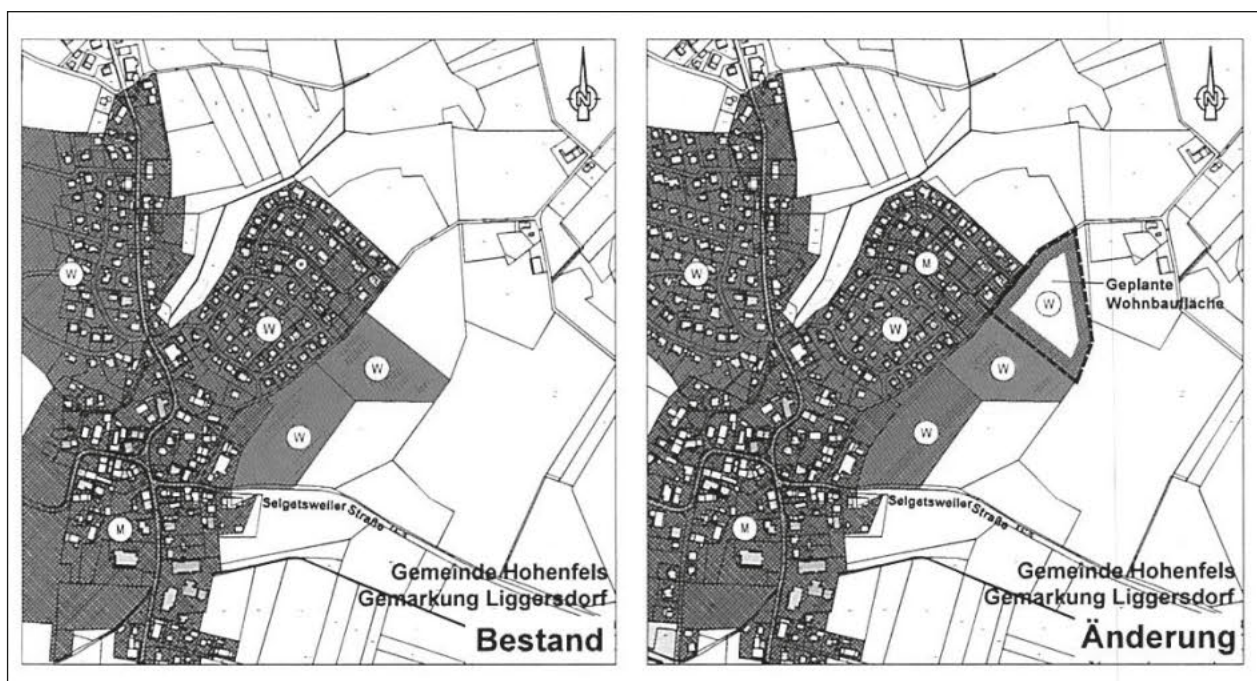 N
W
W
W
W
M
Selgetsweiler Straße
Gemeinde Hohenfels
Gemarkung Liggersdorf
Bestand
N
W
M
W
W
W
W
Geplante
Wohnbaufläche
M
Selgetsweiler Straße
Gemeinde Hohenfels
Gemarkung Liggersdorf
Änderung